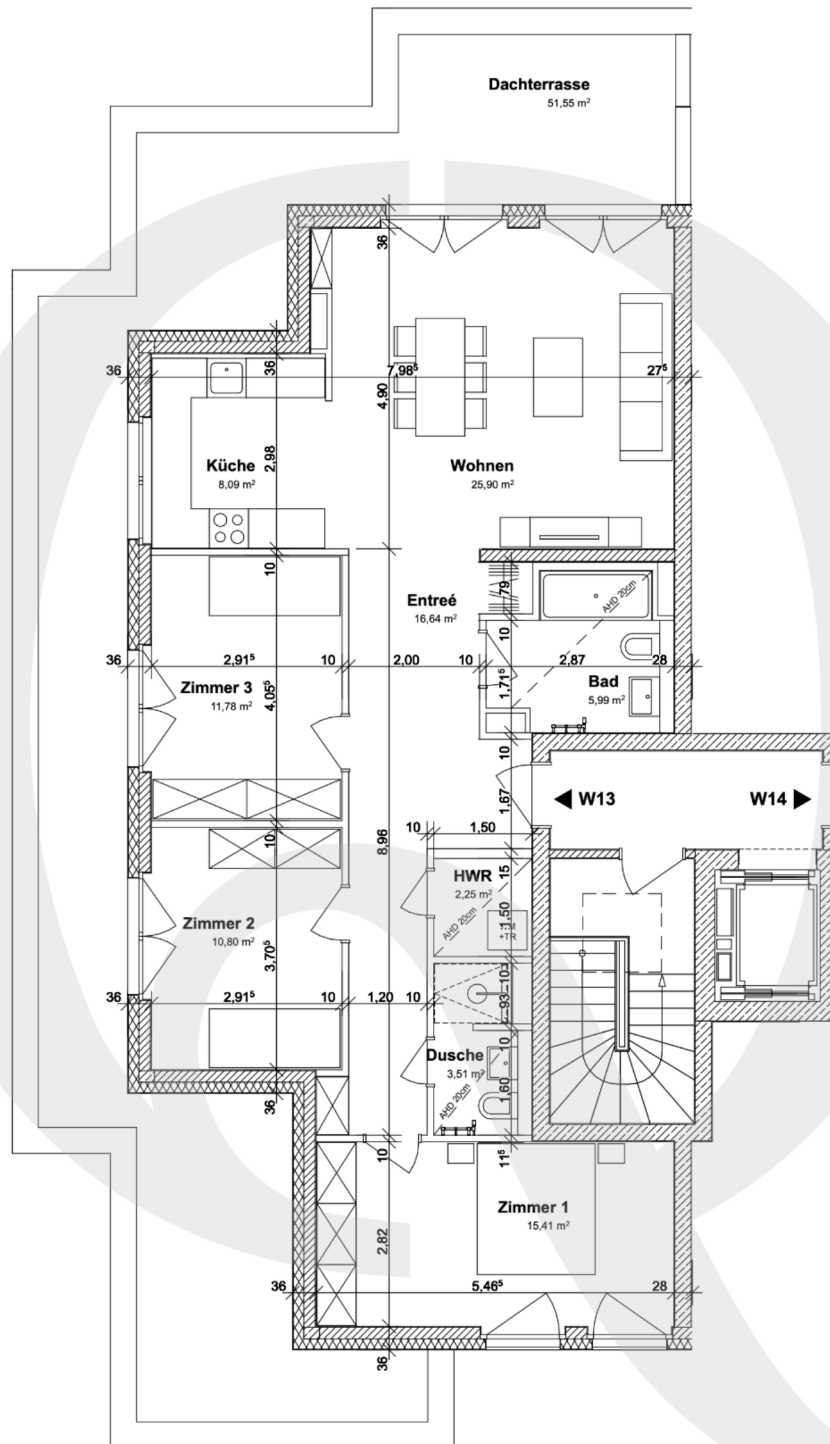 Dachterrasse
51,55 m²
36
36
36
7,98⁵
27⁵
4,90
2,98
Küche
8,09 m²
Wohnen
25,90 m²
10
79
AHD 20cm
Entreé
16,64 m²
10
36
2,91⁵
10
2,00
10
2,87
28
Zimmer 3
11,78 m²
4,05⁵
1,71⁵
Bad
5,99 m²
10
W13
W14
1,67
10
1,50
10
8,96
15
HWR
2,25 m²
AHD 20cm
1,50
+TR
Zimmer 2
10,80 m²
3,70⁵
36
2,91⁵
10
1,20
10
10
93
10
Dusche
3,51 m²
AHD 20cm
1,60
36
10
11⁵
Zimmer 1
15,41 m²
2,82
36
5,46⁵
28
36